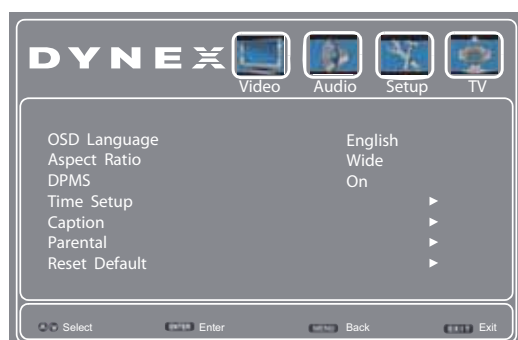 DYNEX
Video Audio Setup TV
OSD Language English
Aspect Ratio Wide
DPMS On
Time Setup
Caption
Parental
Reset Default
Select ENTER Enter MENU Back EXIT Exit